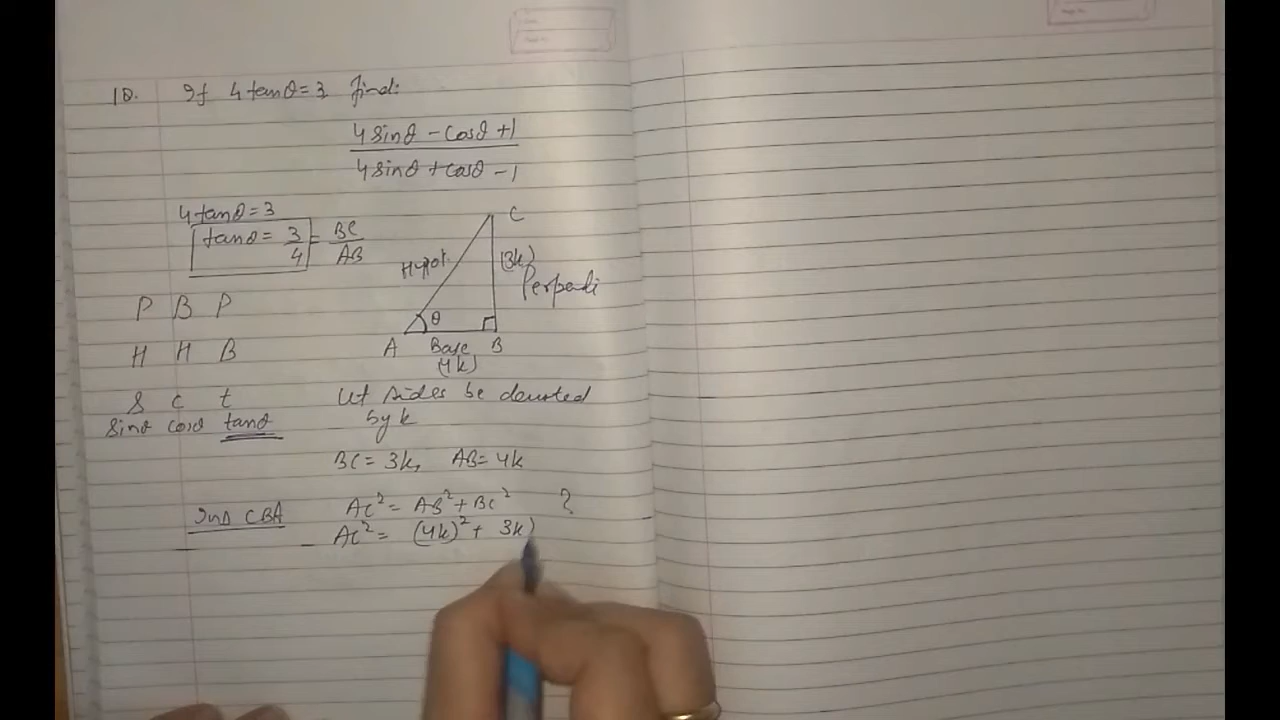 10. If 4 tanθ = 3 find:
4 sinθ - cosθ + 1
4 sinθ + cosθ - 1
4 tanθ = 3
tanθ = 3/4 = BC/AB
C
Hypot.
(3k)
Perpendi
θ
A Base B
(4k)
P B P
H H B
S C t
sinθ cosθ tanθ
Let sides be denoted
by k
BC = 3k, AB = 4k
In Δ CBA
AC² = AB² + BC² ?
AC² = (4k)² + 3k)